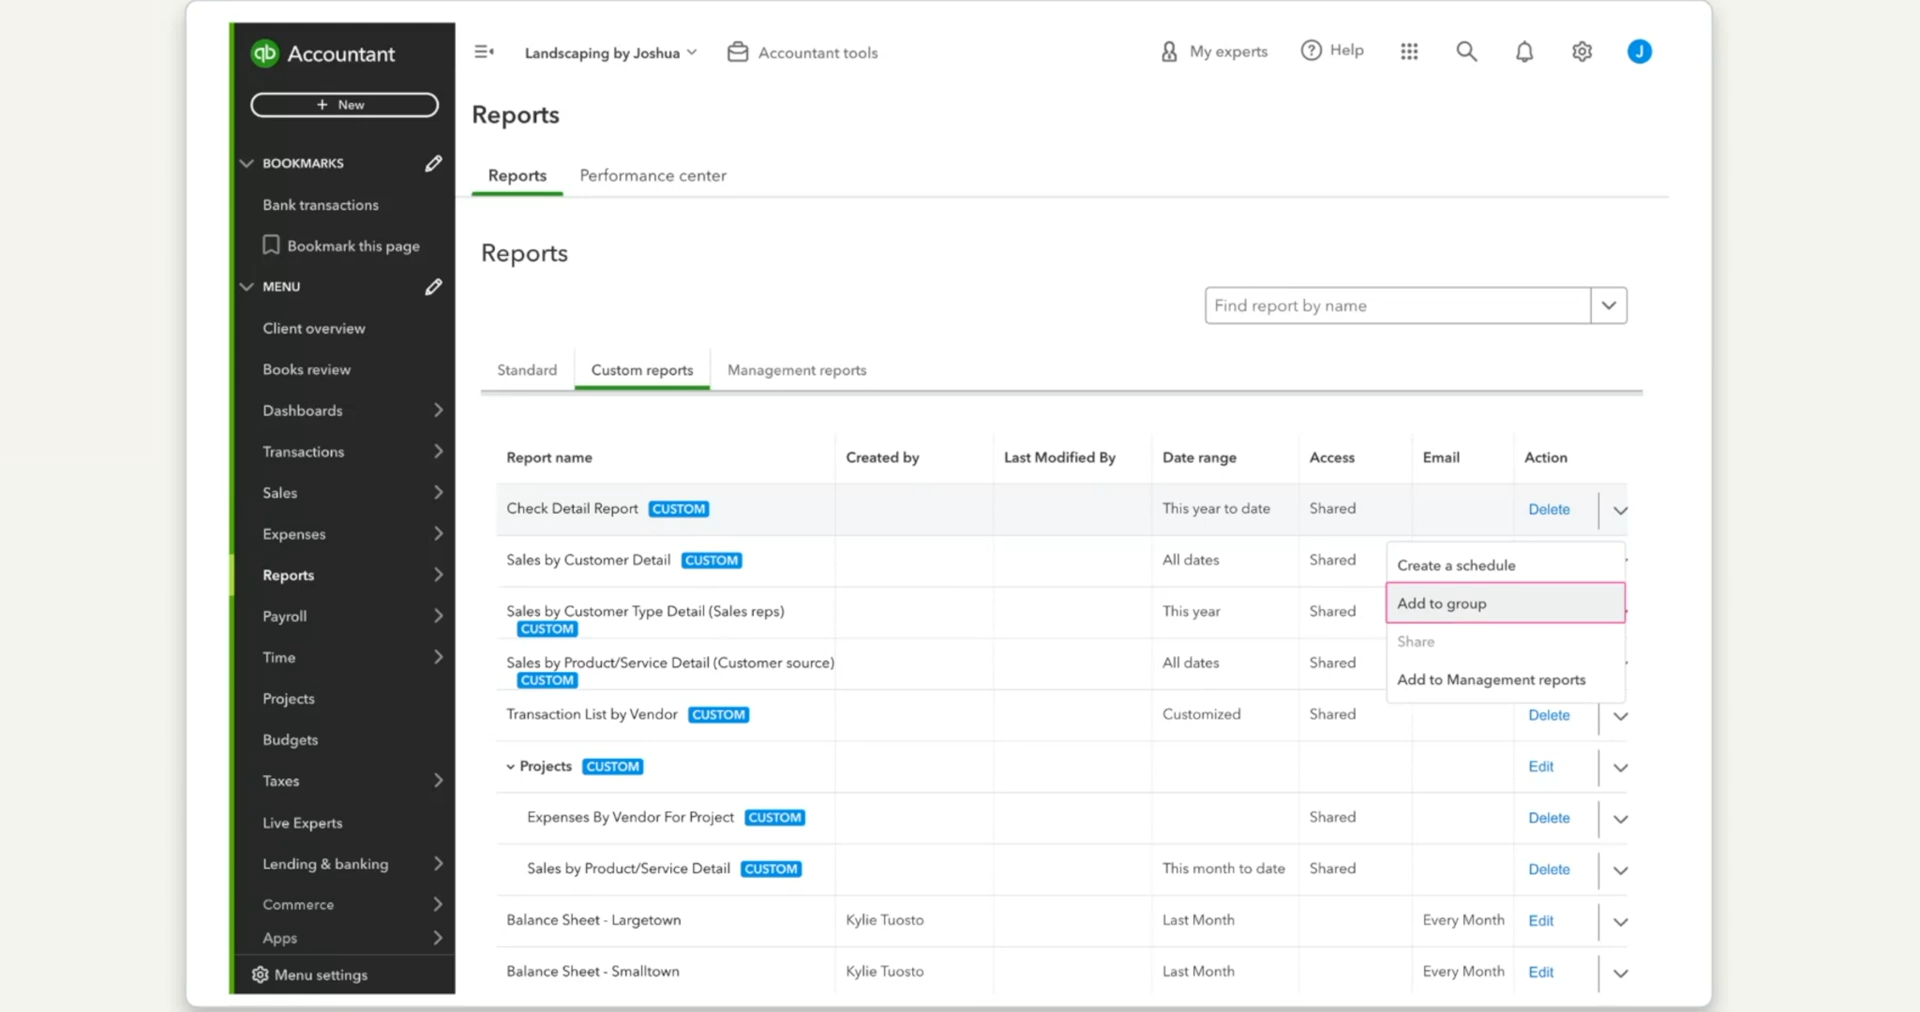 qb Accountant
+ New
BOOKMARKS
Bank transactions
Bookmark this page
MENU
Client overview
Books review
Dashboards
Transactions
Sales
Expenses
Reports
Payroll
Time
Projects
Budgets
Taxes
Live Experts
Lending & banking
Commerce
Apps
Menu settings
Landscaping by Joshua
Accountant tools
My experts
Help
J
Reports
Reports Performance center
Reports
Find report by name
Standard Custom reports Management reports
Report name Created by Last Modified By Date range Access Email Action
Check Detail Report CUSTOM This year to date Shared Delete
Sales by Customer Detail CUSTOM All dates Shared
Sales by Customer Type Detail (Sales reps) This year Shared
CUSTOM
Sales by Product/Service Detail (Customer source) All dates Shared
CUSTOM
Create a schedule
Add to group
Share
Add to Management reports
Transaction List by Vendor CUSTOM Customized Shared Delete
Projects CUSTOM Edit
Expenses By Vendor For Project CUSTOM Shared Delete
Sales by Product/Service Detail CUSTOM This month to date Shared Delete
Balance Sheet - Largetown Kylie Tuosto Last Month Every Month Edit
Balance Sheet - Smalltown Kylie Tuosto Last Month Every Month Edit